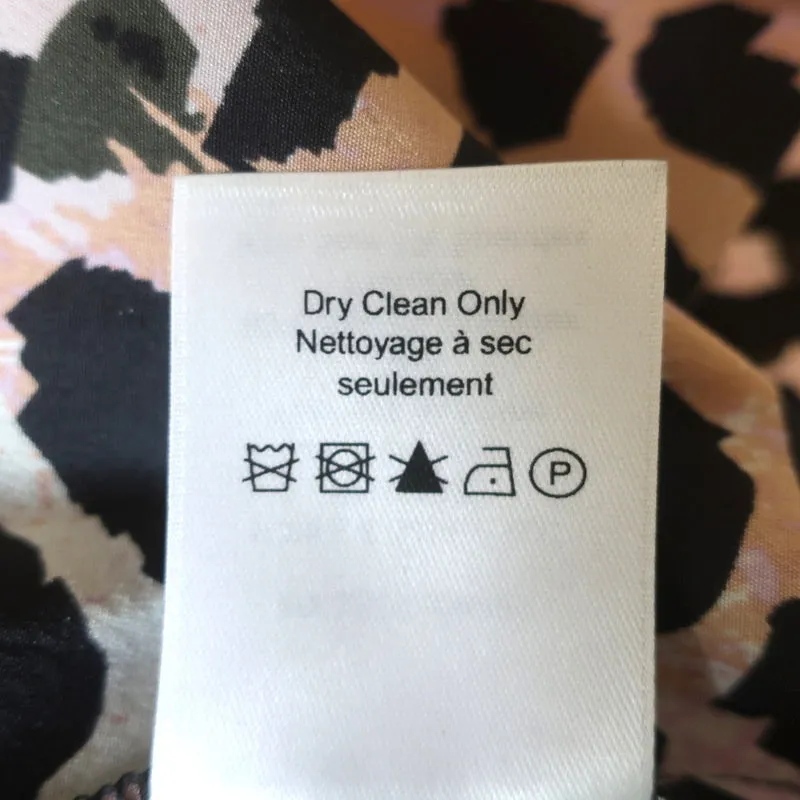 Dry Clean Only
Nettoyage à sec
seulement
P